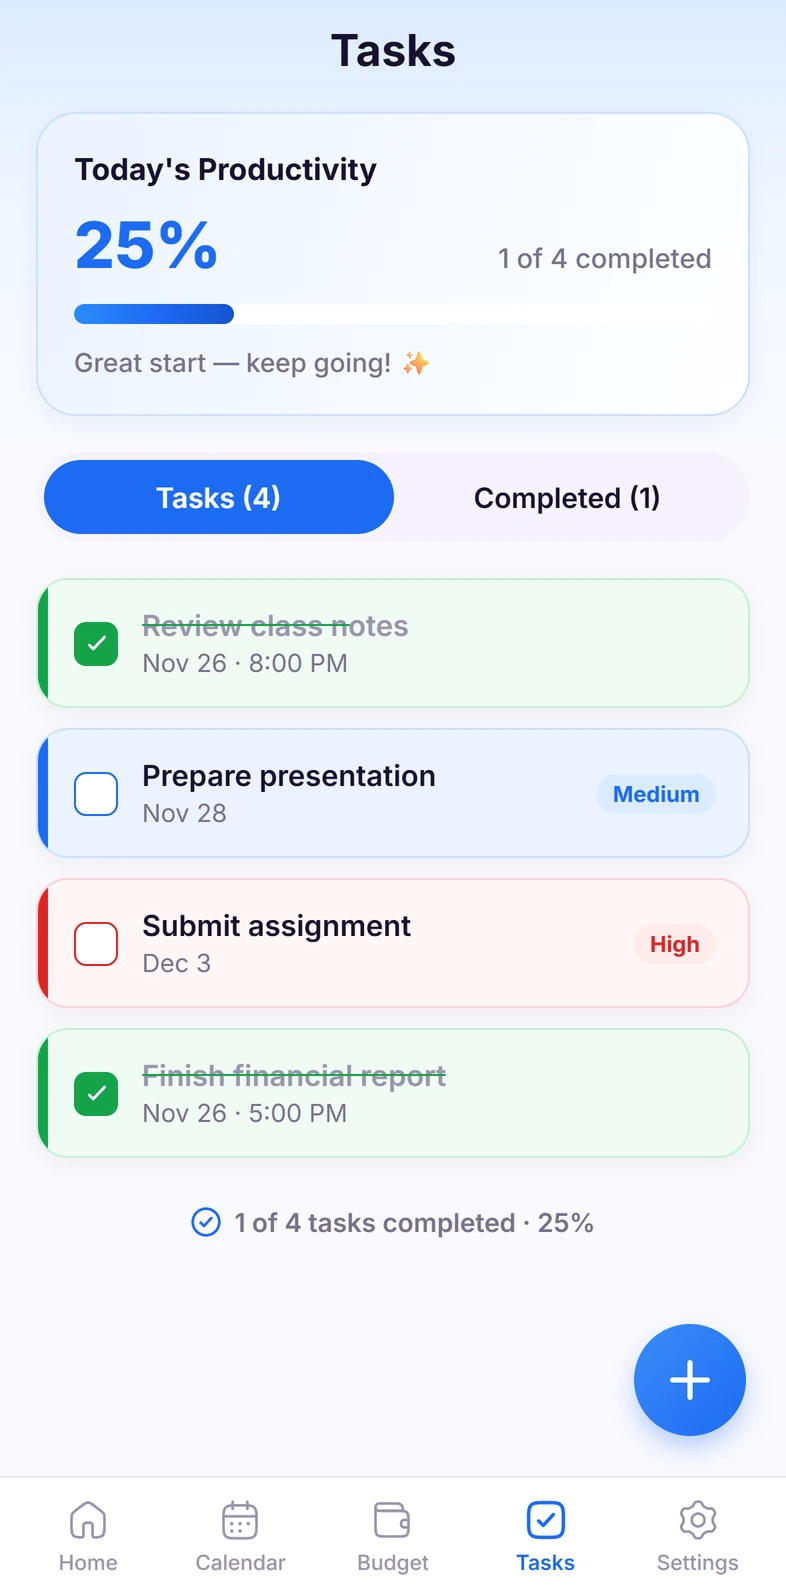 Tasks
Today's Productivity
25%
1 of 4 completed
Great start — keep going! ✨
Tasks (4)
Completed (1)
Review class notes
Nov 26 · 8:00 PM
Prepare presentation
Nov 28
Medium
Submit assignment
Dec 3
High
Finish financial report
Nov 26 · 5:00 PM
1 of 4 tasks completed · 25%
Home
Calendar
Budget
Tasks
Settings